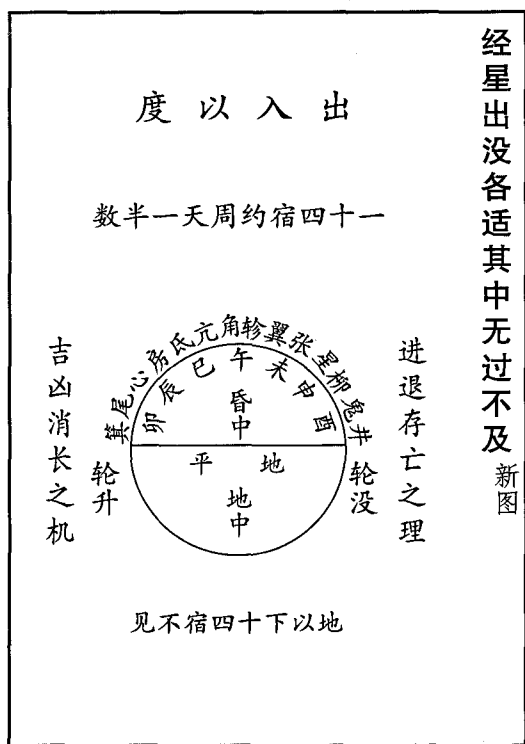 经星出没各适其中无过不及
新图
出入以度
一十四宿约周天一半数
进退存亡之理
轮没
井鬼柳星张翼轸角亢氐房心尾箕
酉申未午巳辰卯
昏中
地平
地中
轮升
吉凶消长之机
地以下十四宿不见